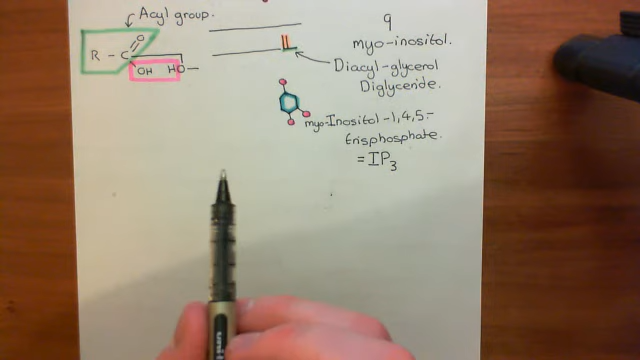 Acyl group.
R - C
O
OH
HO
9
myo-inositol.
Diacyl-glycerol
Diglyceride.
myo-Inositol-1,4,5-
trisphosphate.
= IP3